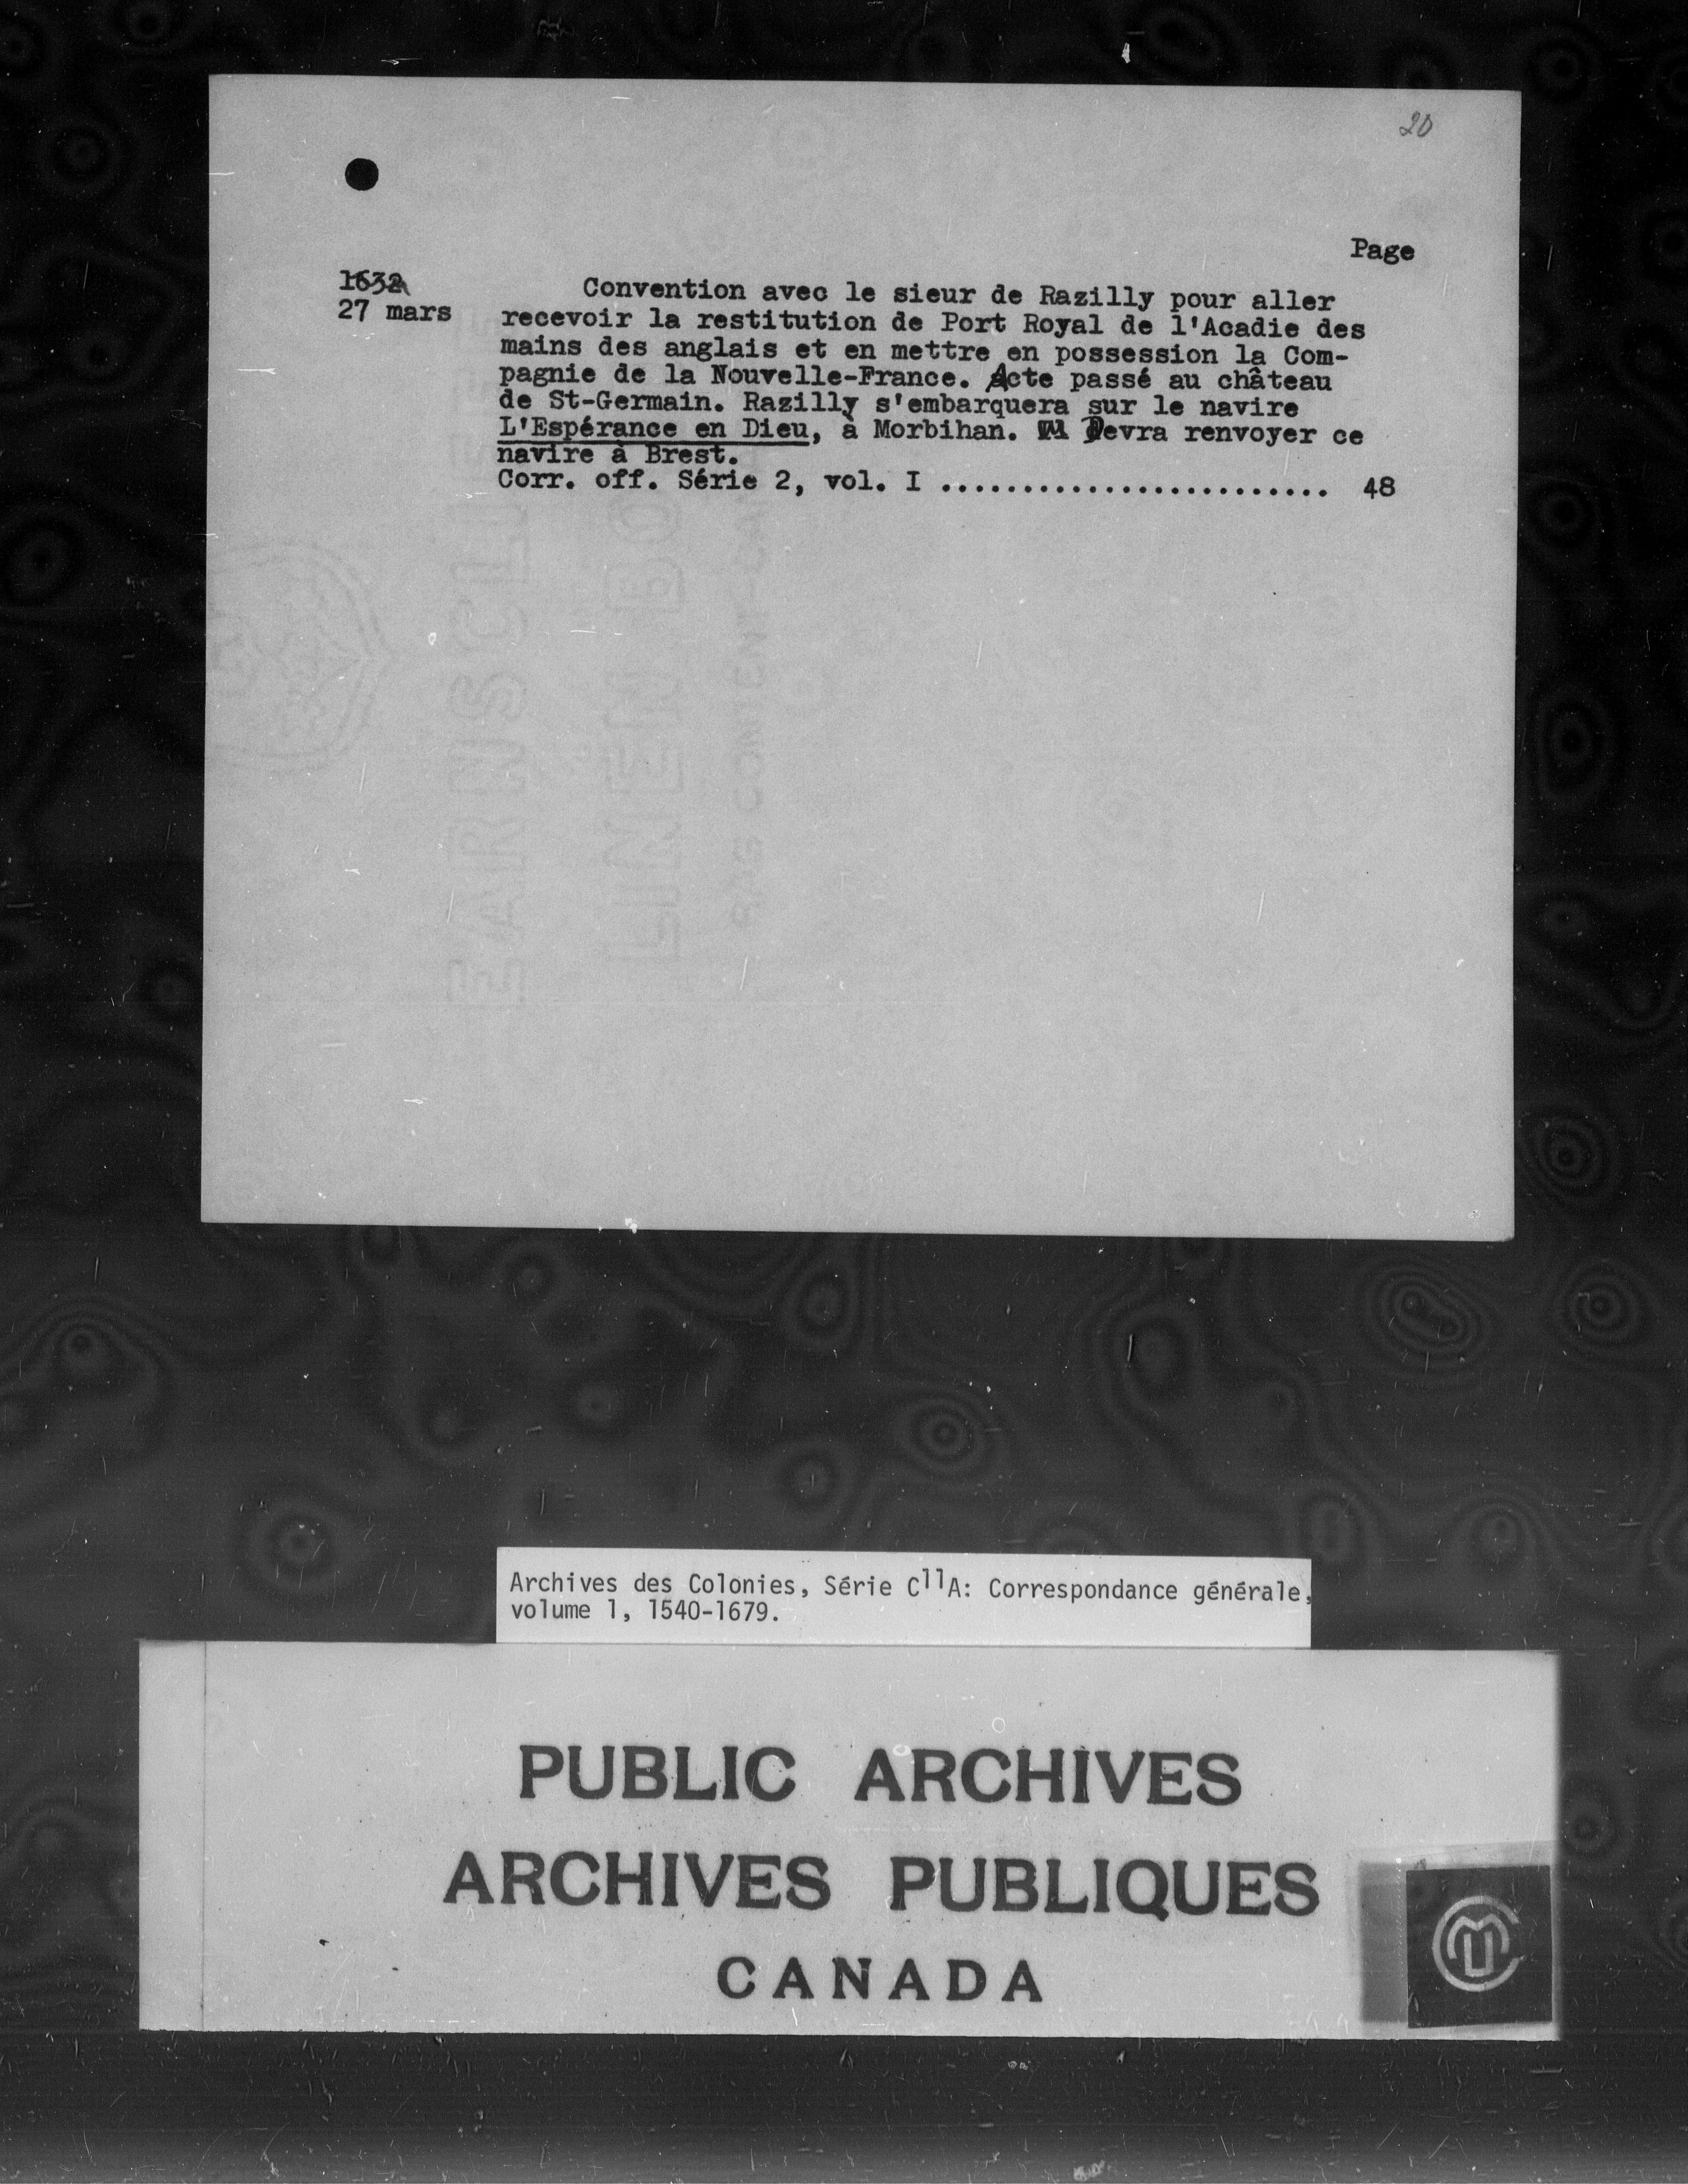 20
Page
1632
27 mars
Convention avec le sieur de Razilly pour aller
recevoir la restitution de Port Royal de l'Acadie des
mains des anglais et en mettre en possession la Com-
pagnie de la Nouvelle-France. Acte passé au château
de St-Germain. Razilly s'embarquera sur le navire
L'Espérance en Dieu, à Morbihan. Devra renvoyer ce
navire à Brest.
Corr. off. Série 2, vol. I ........................ 48
Archives des Colonies, Série C11A: Correspondance générale,
volume 1, 1540-1679.
PUBLIC ARCHIVES
ARCHIVES PUBLIQUES
CANADA